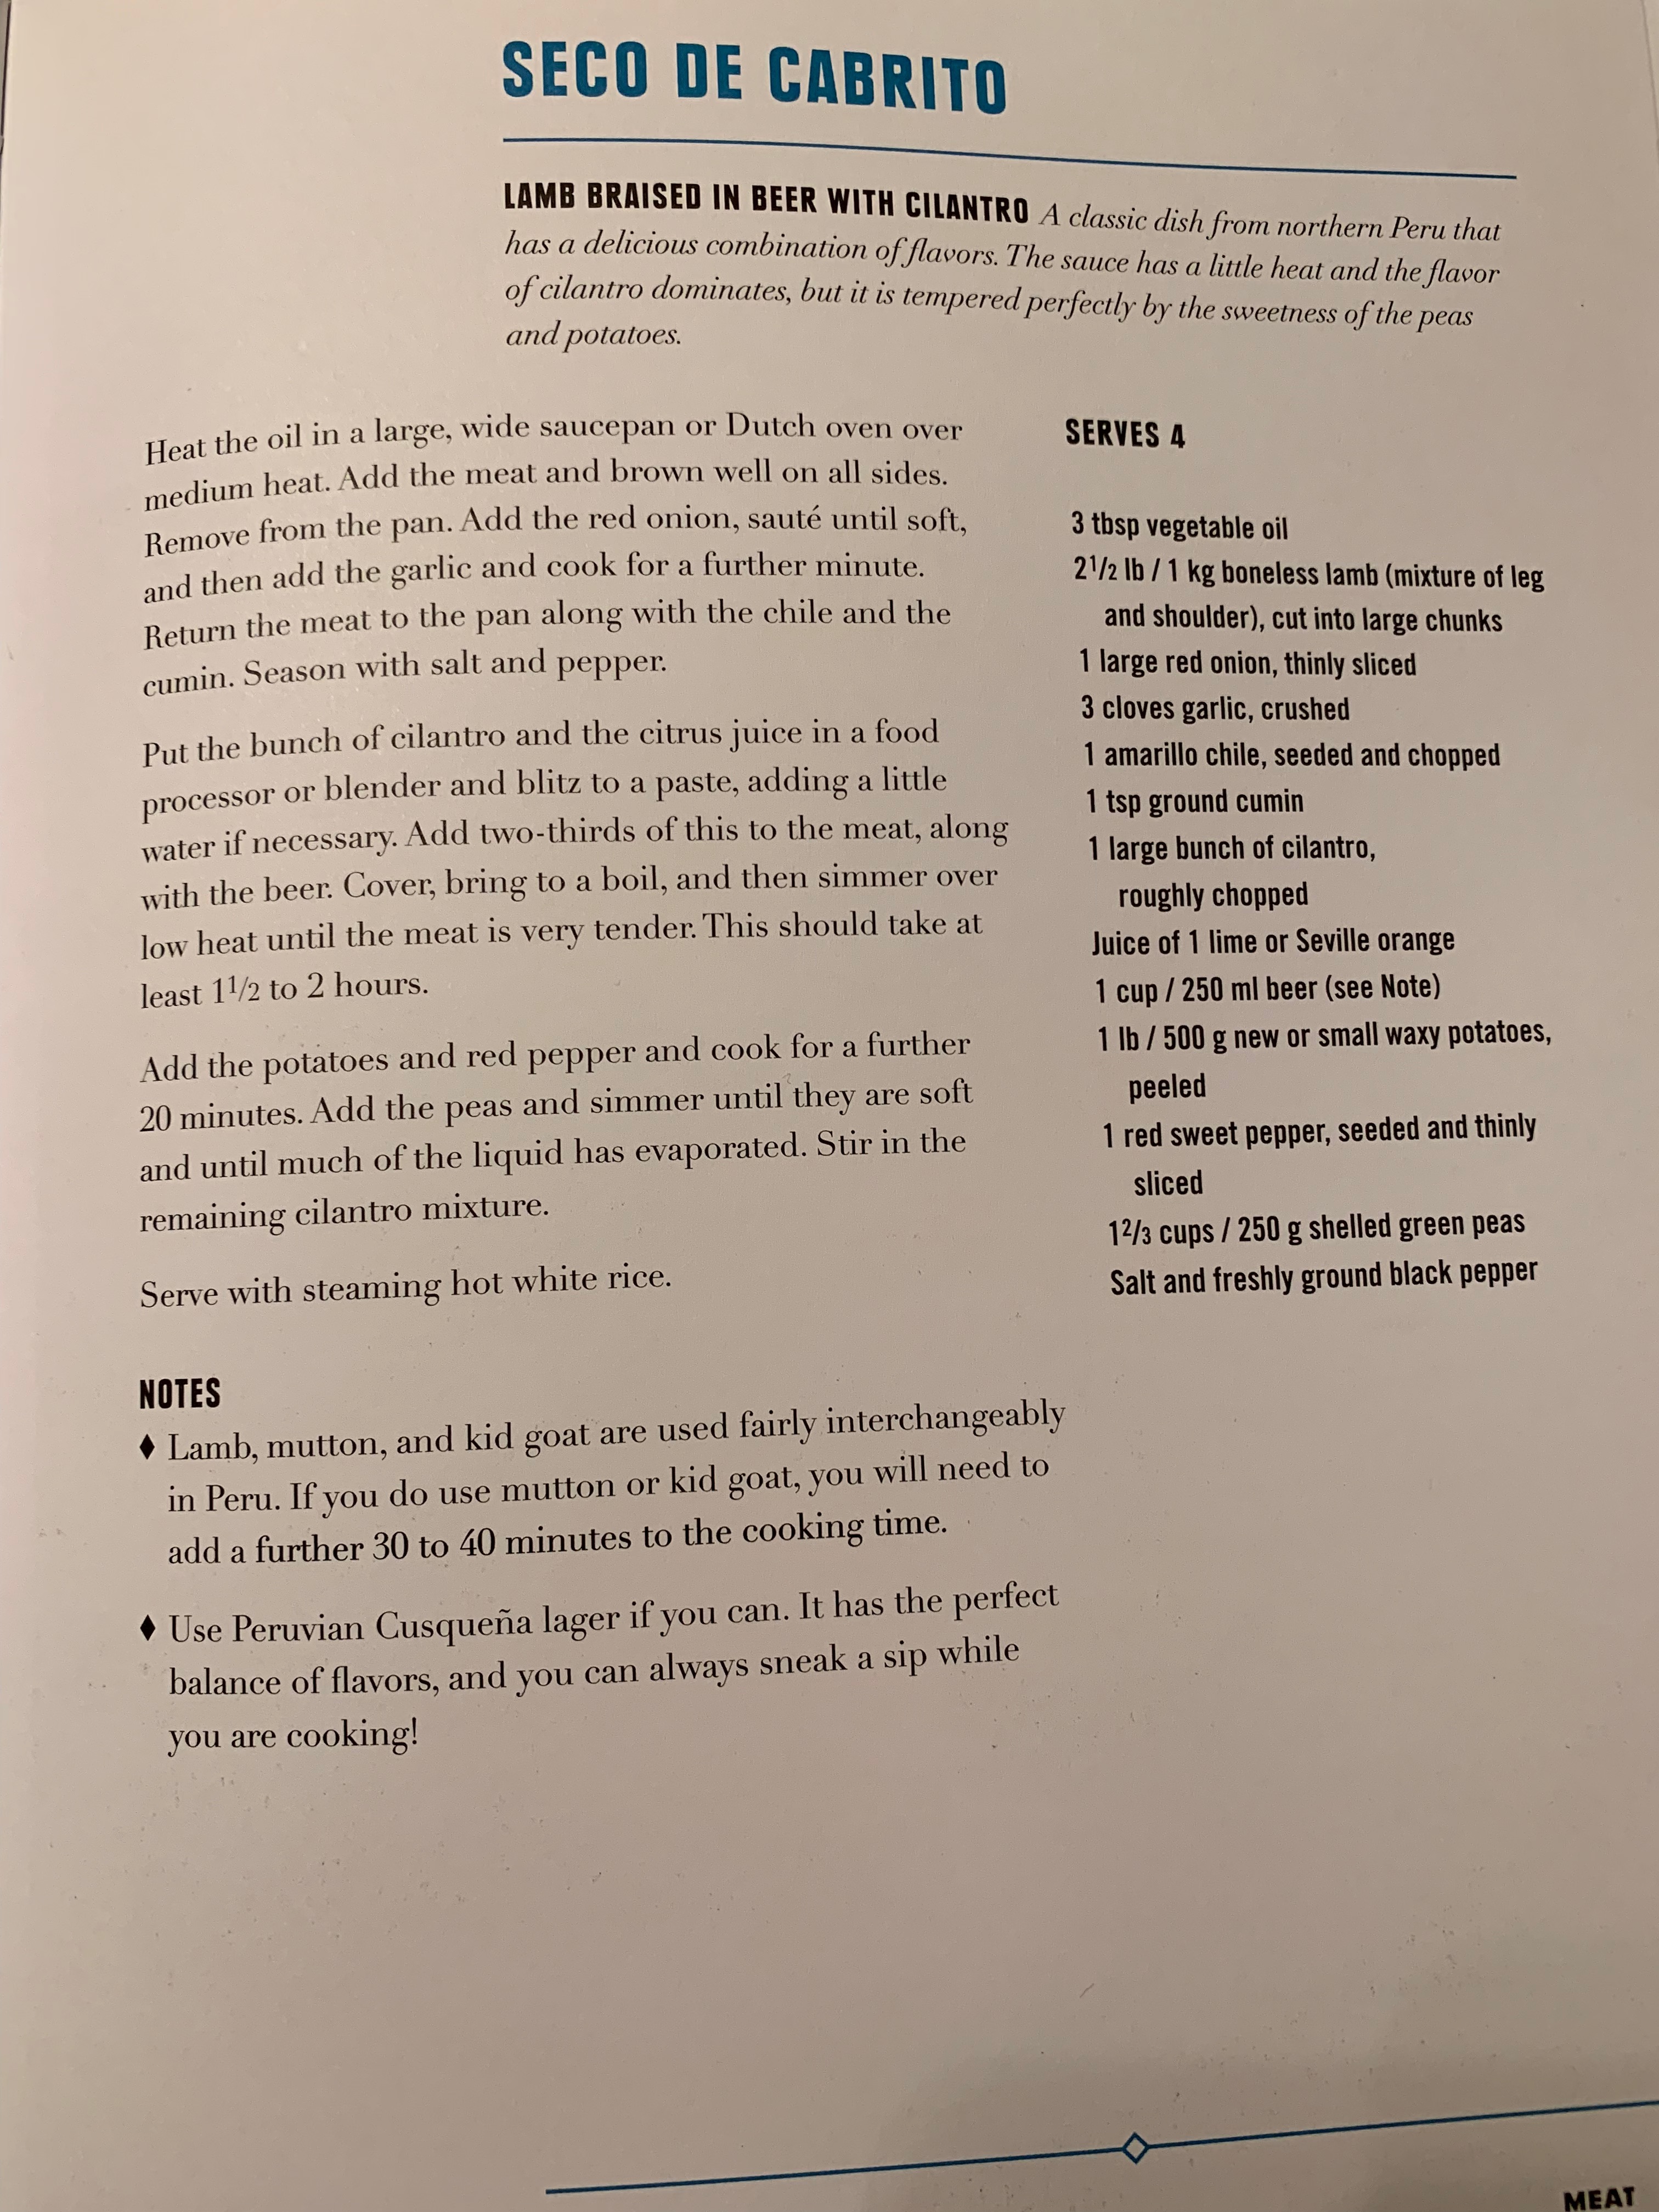 SECO DE CABRITO
LAMB BRAISED IN BEER WITH CILANTRO A classic dish from northern Peru that
has a delicious combination of flavors. The sauce has a little heat and the flavor
of cilantro dominates, but it is tempered perfectly by the sweetness of the peas
and potatoes.
Heat the oil in a large, wide saucepan or Dutch oven over
medium heat. Add the meat and brown well on all sides.
Remove from the pan. Add the red onion, sauté until soft,
and then add the garlic and cook for a further minute.
Return the meat to the pan along with the chile and the
cumin. Season with salt and pepper.
Put the bunch of cilantro and the citrus juice in a food
processor or blender and blitz to a paste, adding a little
water if necessary. Add two-thirds of this to the meat, along
with the beer. Cover, bring to a boil, and then simmer over
low heat until the meat is very tender. This should take at
least 1 1/2 to 2 hours.
Add the potatoes and red pepper and cook for a further
20 minutes. Add the peas and simmer until they are soft
and until much of the liquid has evaporated. Stir in the
remaining cilantro mixture.
Serve with steaming hot white rice.
NOTES
♦ Lamb, mutton, and kid goat are used fairly interchangeably
in Peru. If you do use mutton or kid goat, you will need to
add a further 30 to 40 minutes to the cooking time.
♦ Use Peruvian Cusqueña lager if you can. It has the perfect
balance of flavors, and you can always sneak a sip while
you are cooking!
SERVES 4
3 tbsp vegetable oil
2 1/2 lb / 1 kg boneless lamb (mixture of leg
and shoulder), cut into large chunks
1 large red onion, thinly sliced
3 cloves garlic, crushed
1 amarillo chile, seeded and chopped
1 tsp ground cumin
1 large bunch of cilantro,
roughly chopped
Juice of 1 lime or Seville orange
1 cup / 250 ml beer (see Note)
1 lb / 500 g new or small waxy potatoes,
peeled
1 red sweet pepper, seeded and thinly
sliced
1 2/3 cups / 250 g shelled green peas
Salt and freshly ground black pepper
MEAT